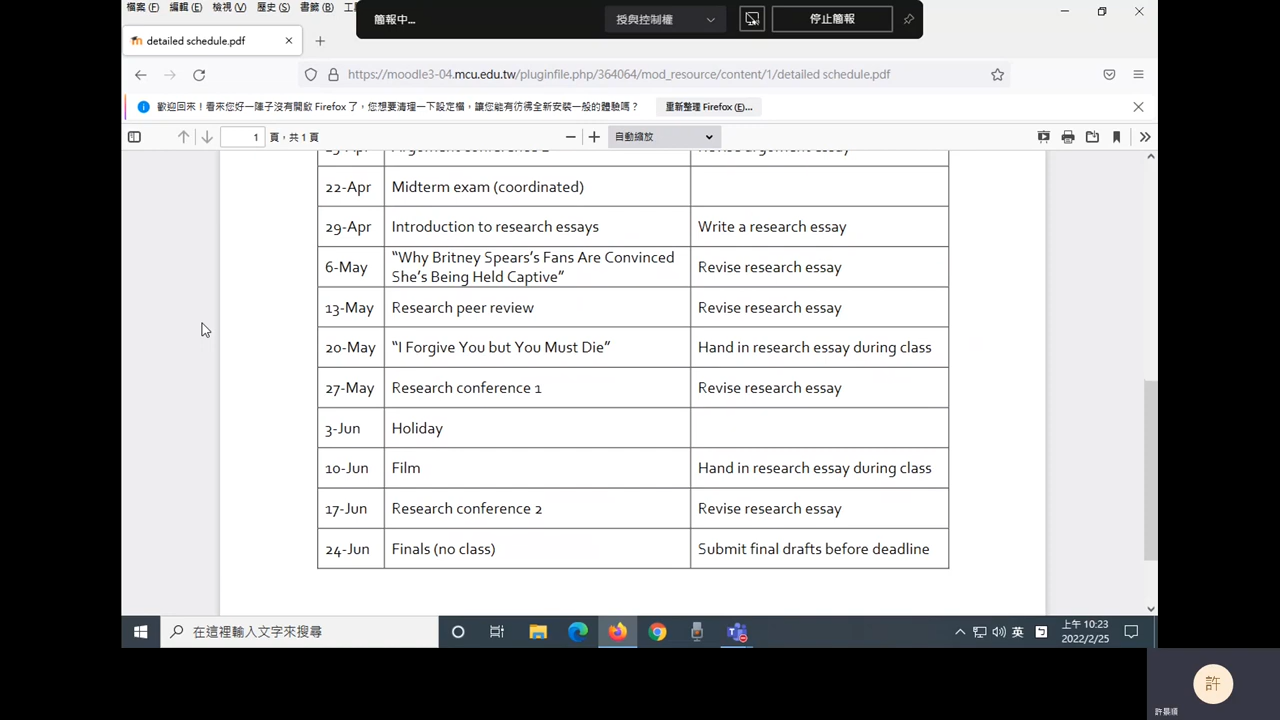 檔案(F) 編輯(E) 檢視(V) 歷史(S) 書籤(B)
簡報中... 授與控制權 停止簡報
detailed schedule.pdf
https://moodle3-04.mcu.edu.tw/pluginfile.php/364064/mod_resource/content/1/detailed schedule.pdf
歡迎回來！看來您好一陣子沒有開啟 Firefox 了，您想要清理一下設定檔，讓您能有彷彿全新安裝一般的體驗嗎？ 重新整理 Firefox (E)...
1 頁，共 1 頁 自動縮放
22-Apr Midterm exam (coordinated)
29-Apr Introduction to research essays Write a research essay
6-May “Why Britney Spears’s Fans Are Convinced
She’s Being Held Captive” Revise research essay
13-May Research peer review Revise research essay
20-May “I Forgive You but You Must Die” Hand in research essay during class
27-May Research conference 1 Revise research essay
3-Jun Holiday
10-Jun Film Hand in research essay during class
17-Jun Research conference 2 Revise research essay
24-Jun Finals (no class) Submit final drafts before deadline
在這裡輸入文字來搜尋
英
上午 10:23
2022/2/25
許